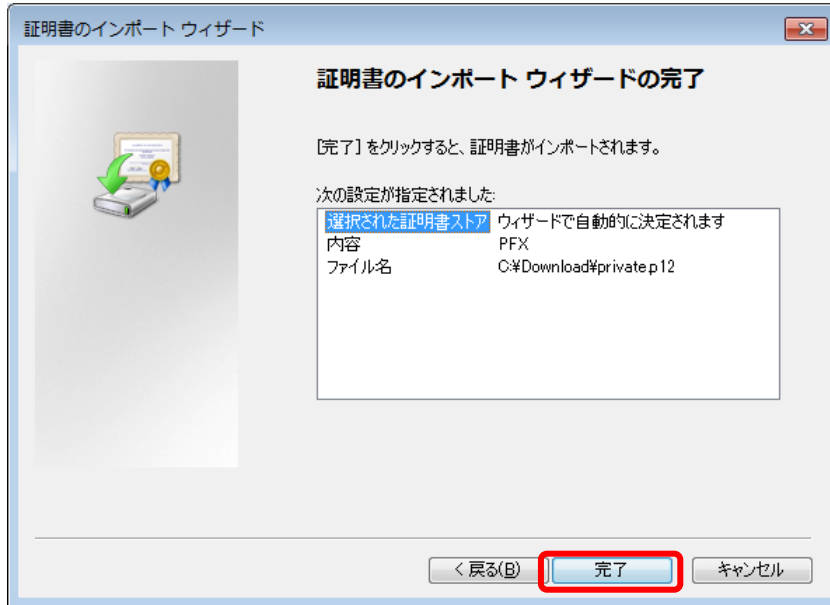 証明書のインポート ウィザード
証明書のインポート ウィザードの完了
[完了] をクリックすると、証明書がインポートされます。
次の設定が指定されました:
選択された証明書ストア ウィザードで自動的に決定されます
内容 PFX
ファイル名 C:¥Download¥private.p12
< 戻る(B) 完了 キャンセル